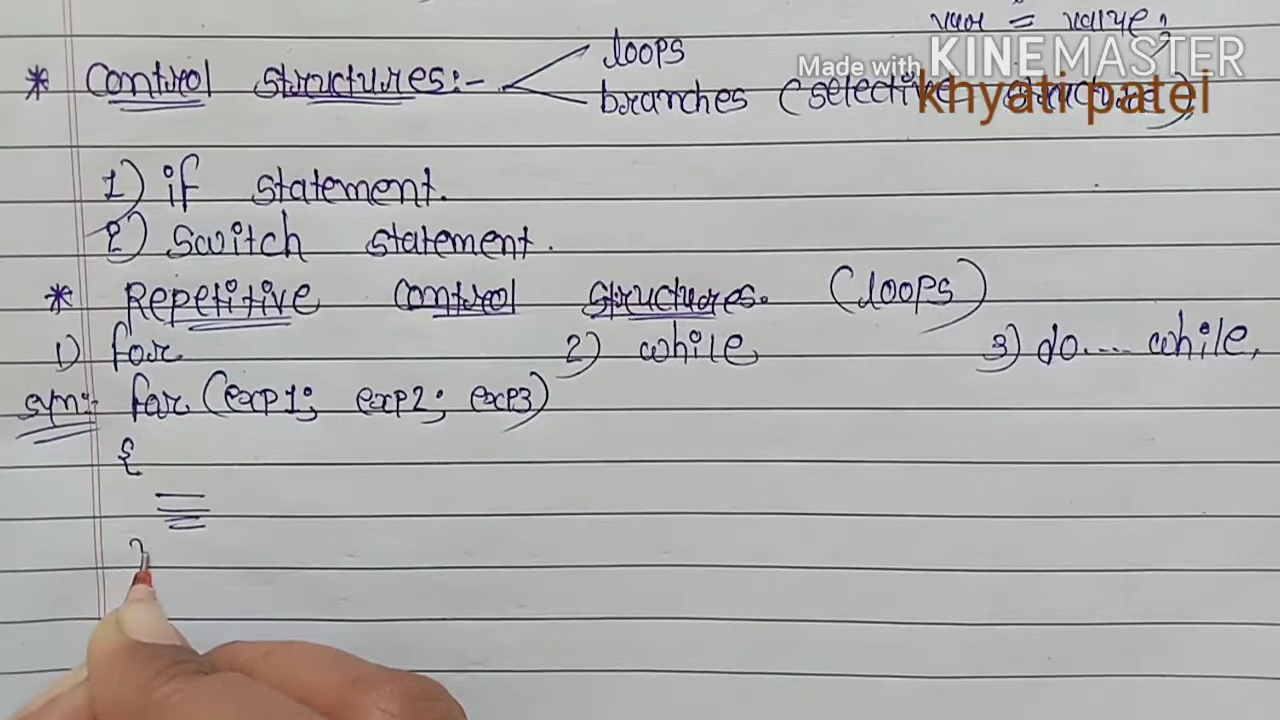 var = value;
Made with KINEMASTER
khyati patel
* Control structures:- loops
branches (selective structure);
1) if statement.
2) switch statement.
* Repetitive control structures. (loops)
1) for 2) while 3) do.... while,
syn:- for (exp1; exp2; exp3)
{
}